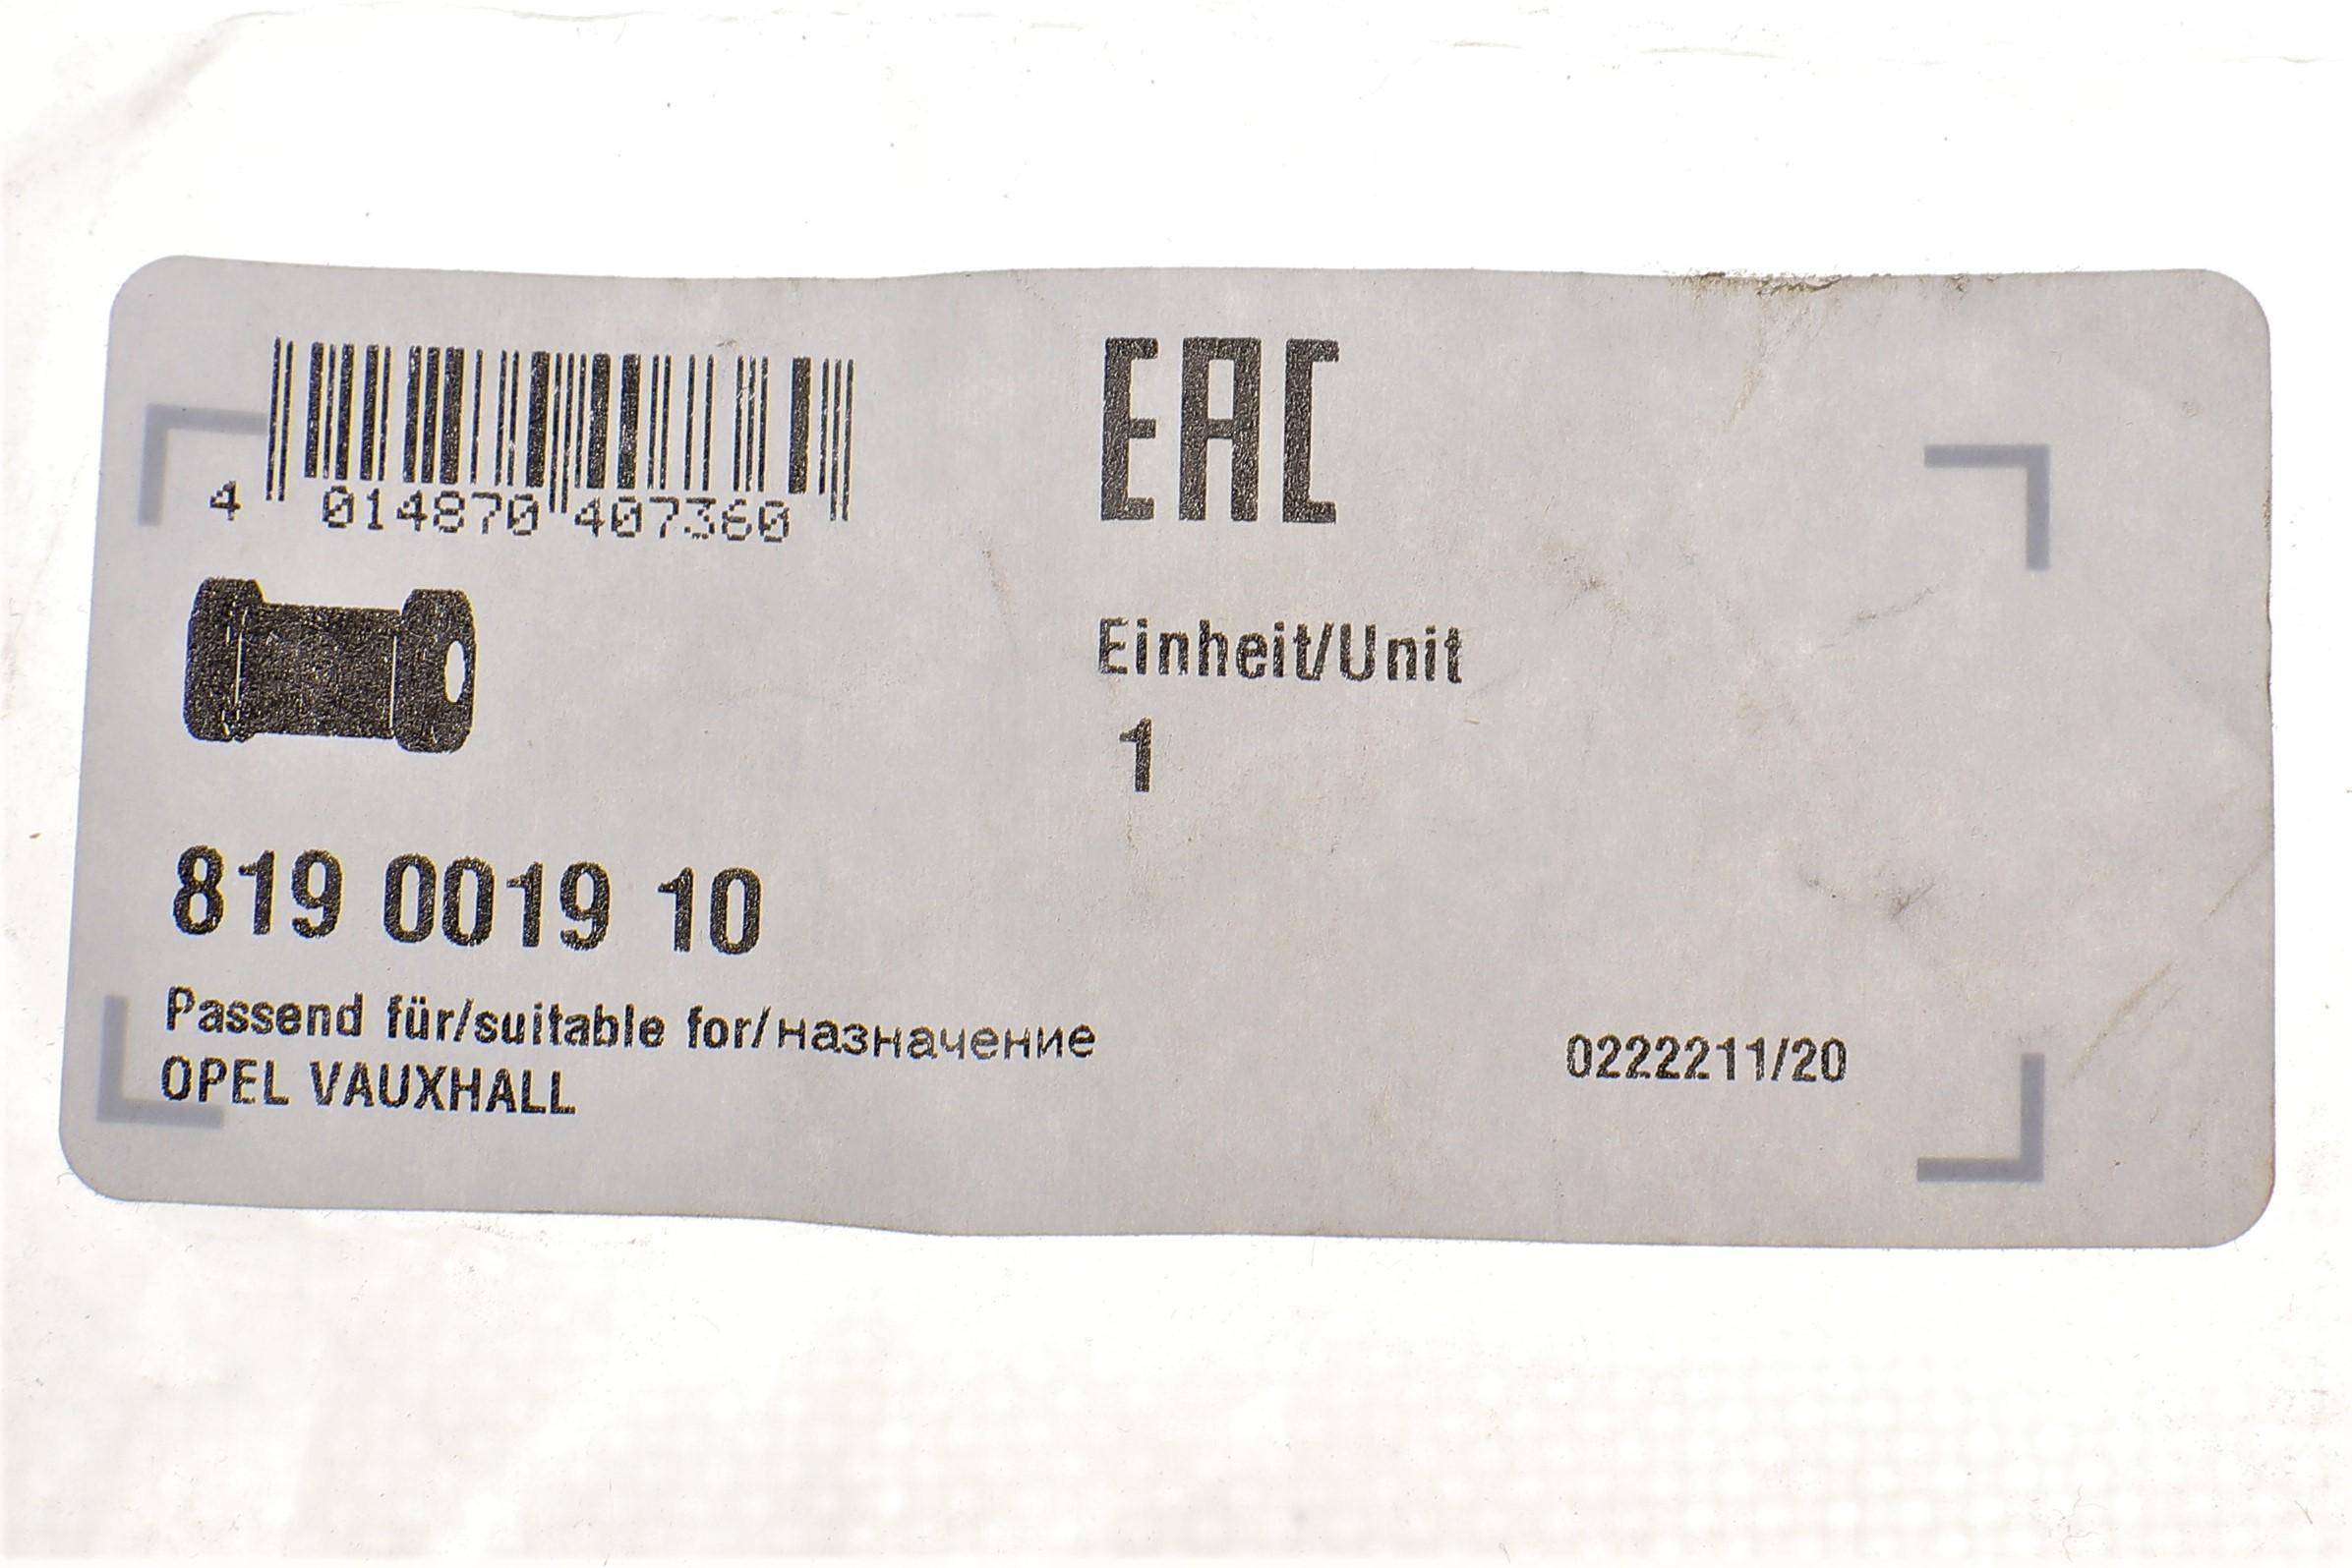 4 014870 407360
EAC
Einheit/Unit
1
819 0019 10
Passend für/suitable for/назначение
OPEL VAUXHALL
0222211/20